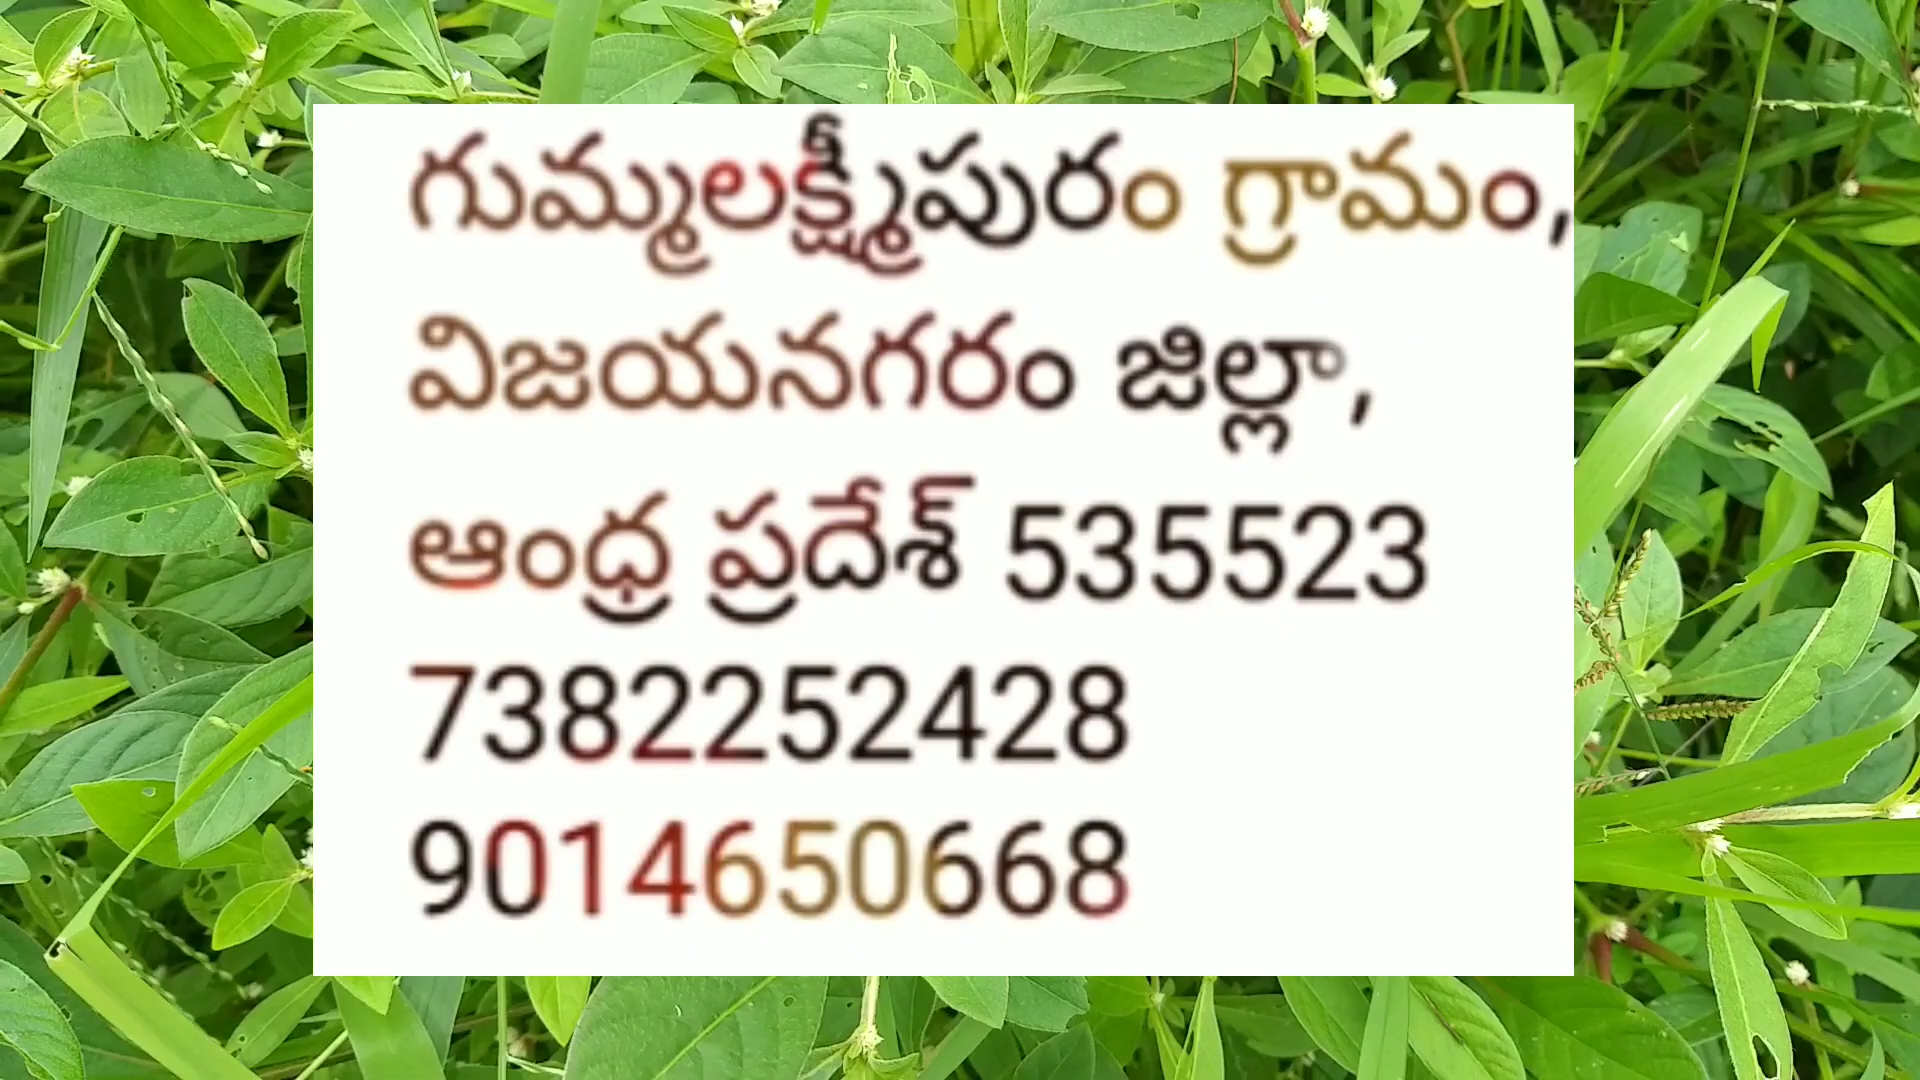 గుమ్మలక్ష్మీపురం గ్రామం,
విజయనగరం జిల్లా,
ఆంధ్ర ప్రదేశ్ 535523
7382252428
9014650668